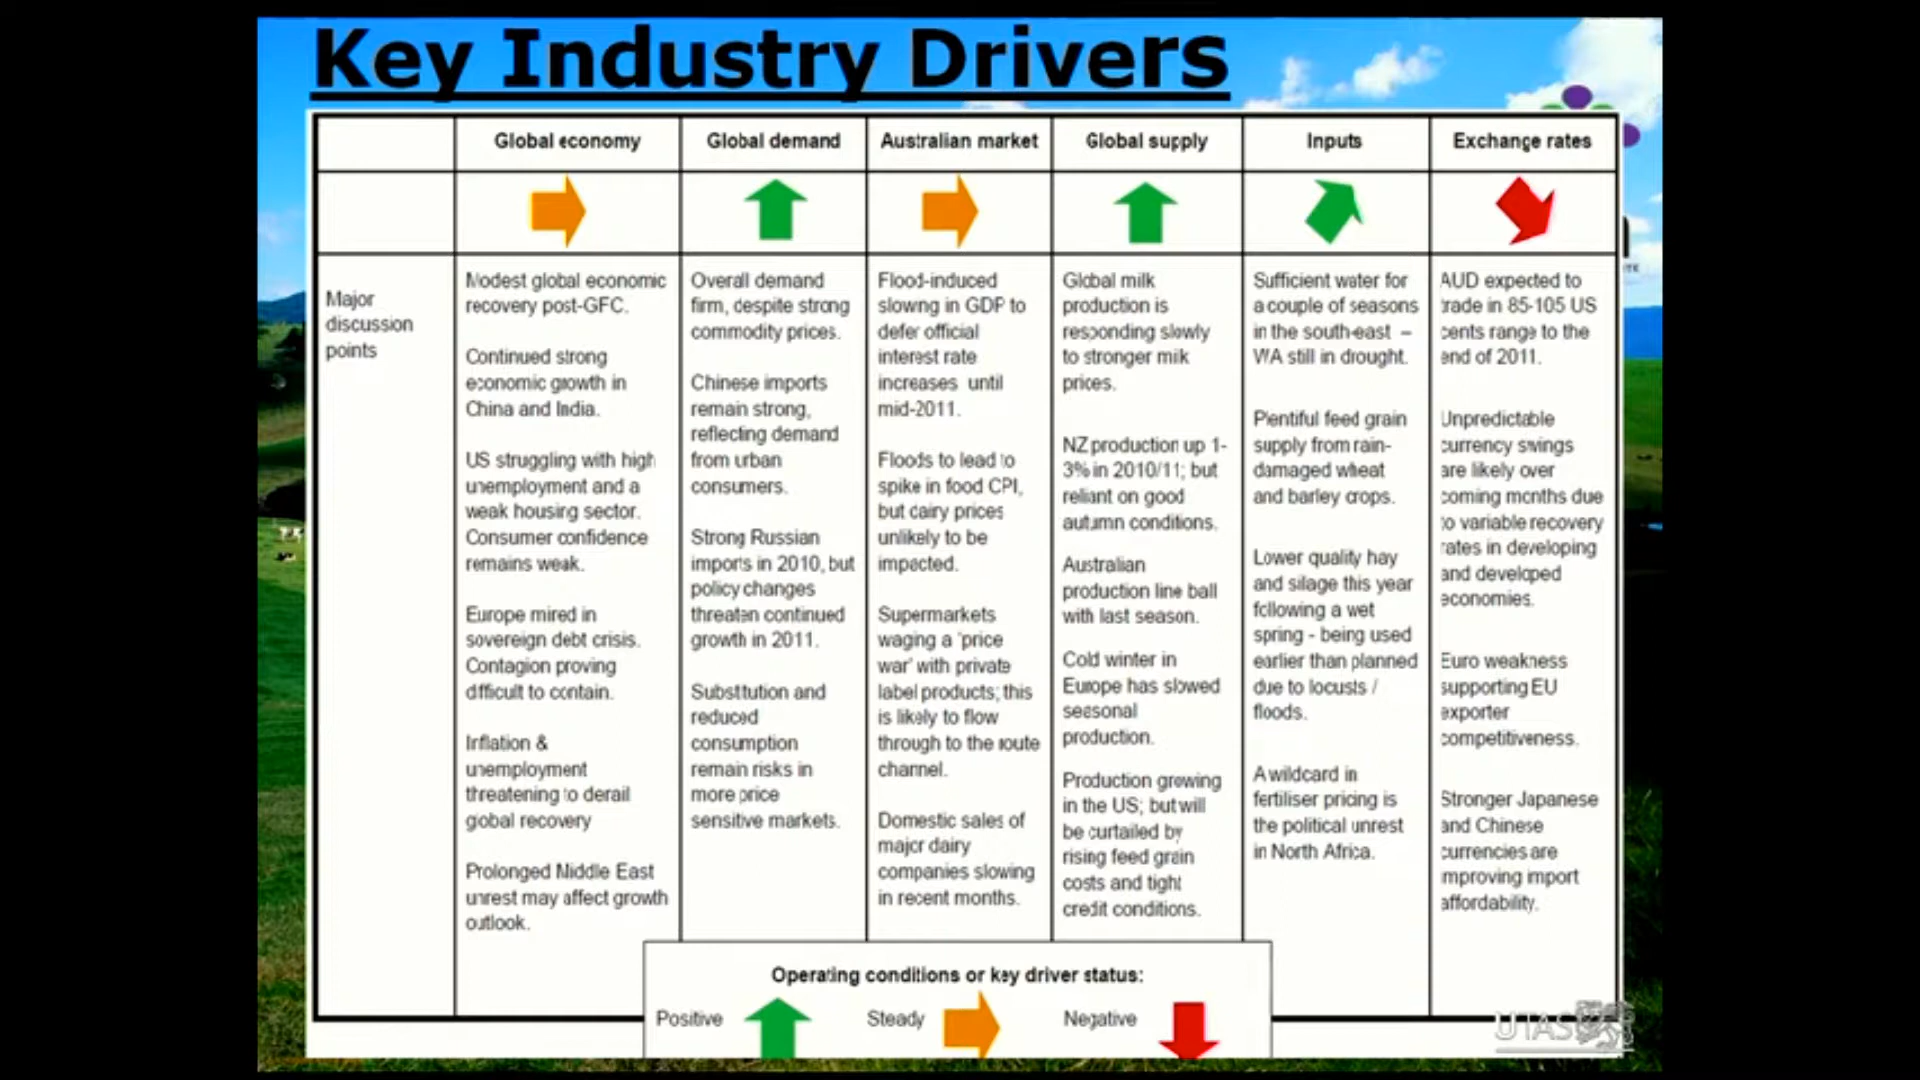 Key Industry Drivers
Global economy
Global demand
Australian market
Global supply
Inputs
Exchange rates
Major
discussion
points
Modest global economic
recovery post-GFC.
Continued strong
economic growth in
China and India.
US struggling with high
unemployment and a
weak housing sector.
Consumer confidence
remains weak.
Europe mired in
sovereign debt crisis.
Contagion proving
difficult to contain.
Inflation &
unemployment
threatening to derail
global recovery
Prolonged Middle East
unrest may affect growth
outlook.
Overall demand
firm, despite strong
commodity prices.
Chinese imports
remain strong,
reflecting demand
from urban
consumers.
Strong Russian
imports in 2010, but
policy changes
threaten continued
growth in 2011.
Substitution and
reduced
consumption
remain risks in
more price
sensitive markets.
Flood-induced
slowing in GDP to
defer official
interest rate
increases until
mid-2011.
Floods to lead to
spike in food CPI,
but dairy prices
unlikely to be
impacted.
Supermarkets
waging a 'price
war' with private
label products; this
is likely to flow
through to the route
channel.
Domestic sales of
major dairy
companies slowing
in recent months.
Global milk
production is
responding slowly
to stronger milk
prices.
NZ production up 1-
3% in 2010/11; but
reliant on good
autumn conditions.
Australian
production line ball
with last season.
Cold winter in
Europe has slowed
seasonal
production.
Production growing
in the US; but will
be curtailed by
rising feed grain
costs and tight
credit conditions.
Sufficient water for
a couple of seasons
in the south-east –
WA still in drought.
Plentiful feed grain
supply from rain-
damaged wheat
and barley crops.
Lower quality hay
and silage this year
following a wet
spring - being used
earlier than planned
due to locusts /
floods.
A wildcard in
fertiliser pricing is
the political unrest
in North Africa.
AUD expected to
trade in 85-105 US
cents range to the
end of 2011.
Unpredictable
currency swings
are likely over
coming months due
to variable recovery
rates in developing
and developed
economies.
Euro weakness
supporting EU
exporter
competitiveness.
Stronger Japanese
and Chinese
currencies are
improving import
affordability.
Operating conditions or key driver status:
Positive
Steady
Negative
UTAS